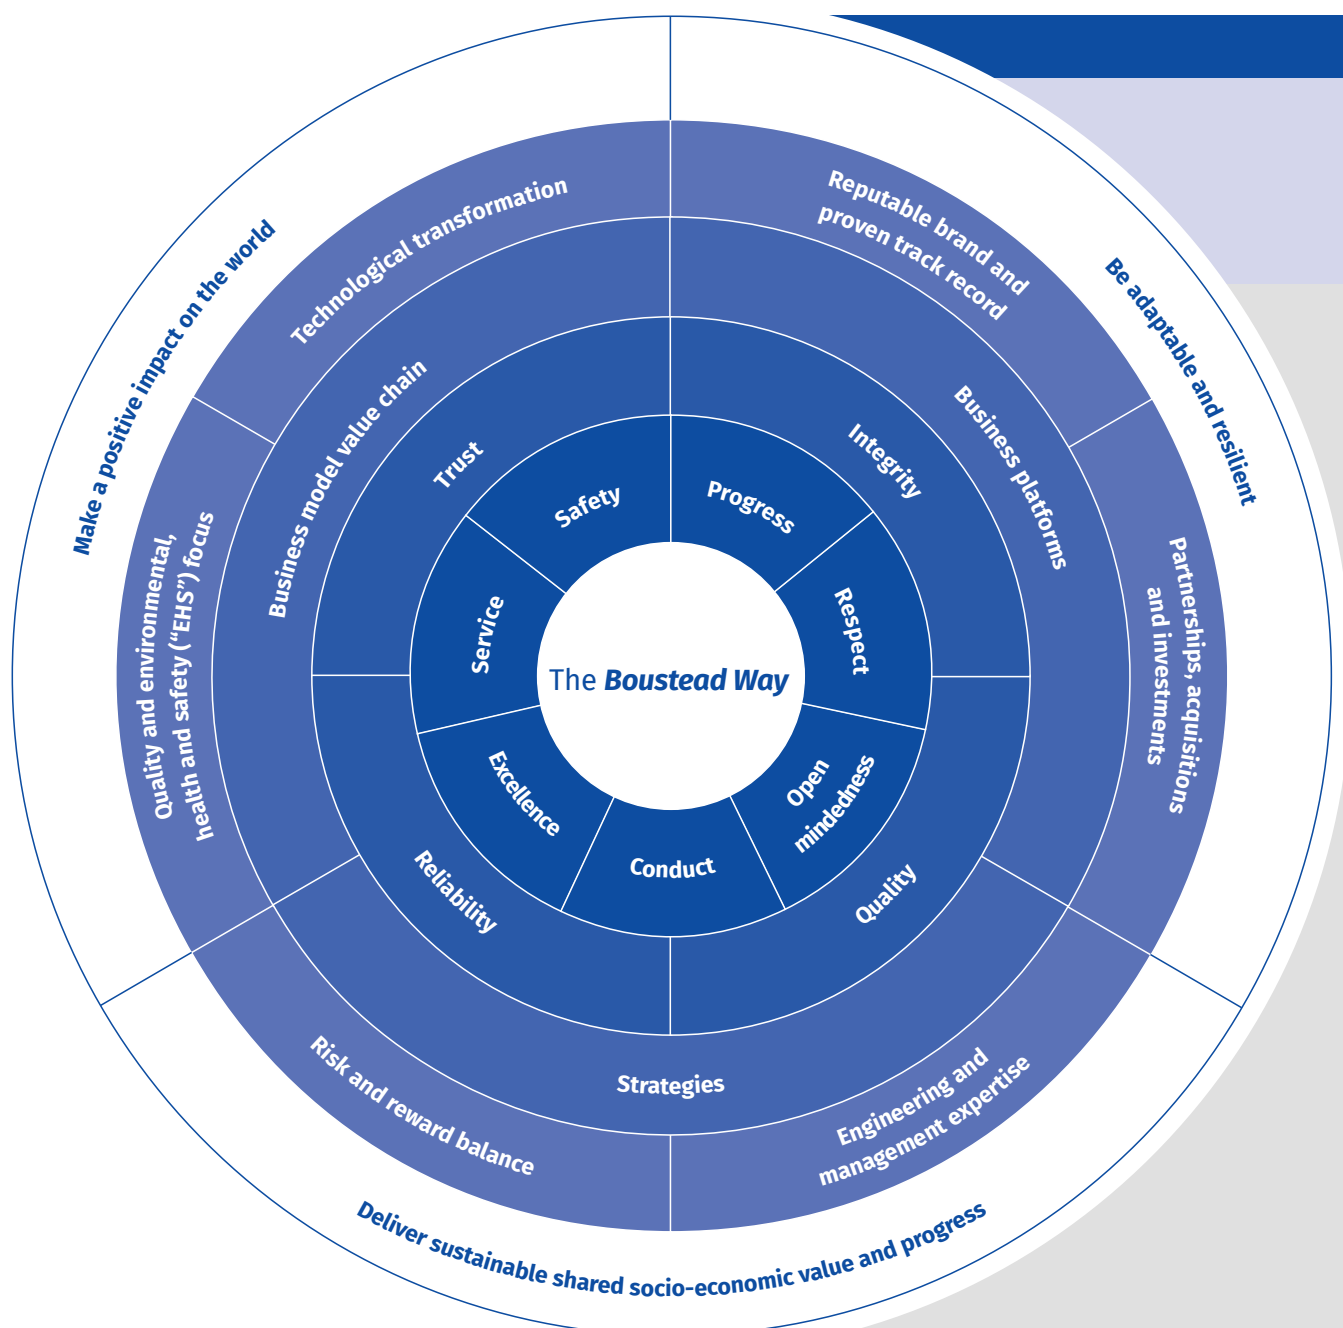 The Boustead Way
Safety
Progress
Respect
Open
mindedness
Conduct
Excellence
Service
Trust
Integrity
Quality
Reliability
Business model value chain
Business platforms
Strategies
Technological transformation
Reputable brand and
proven track record
Partnerships, acquisitions
and investments
Engineering and
management expertise
Risk and reward balance
Quality and environmental,
health and safety (“EHS”) focus
Make a positive impact on the world
Be adaptable and resilient
Deliver sustainable shared socio-economic value and progress